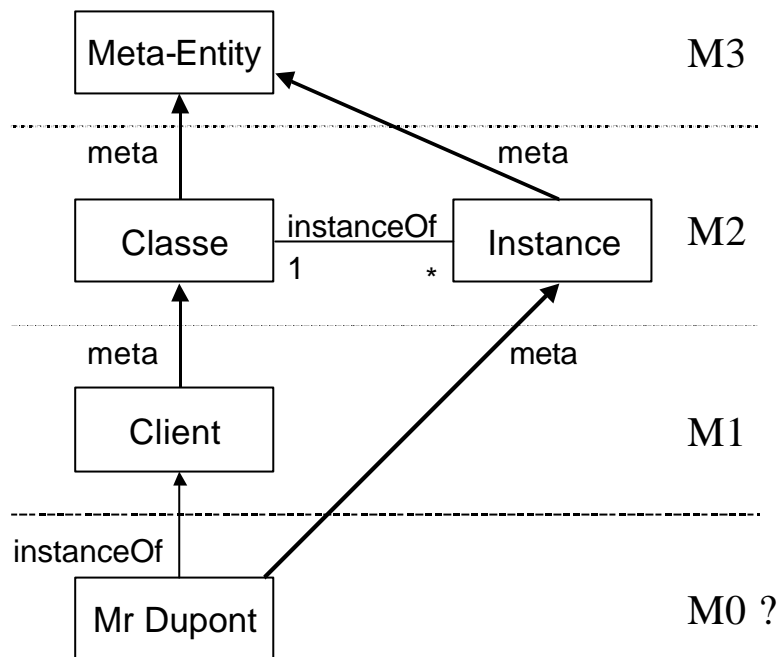 Meta-Entity
M3
meta
meta
Classe
instanceOf
1
*
Instance
M2
meta
meta
Client
M1
instanceOf
Mr Dupont
M0 ?